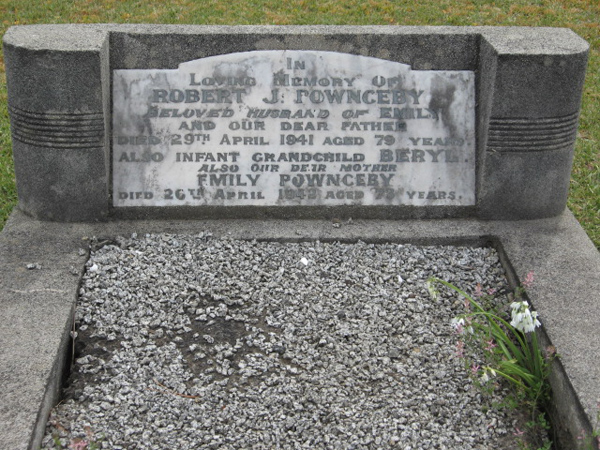 IN
LOVING MEMORY OF
ROBERT J. POWNCEBY
BELOVED HUSBAND OF EMILY
AND OUR DEAR FATHER
DIED 29TH APRIL 1941 AGED 79 YEARS
ALSO INFANT GRANDCHILD BERYL
ALSO OUR DEAR MOTHER
EMILY POWNCEBY
DIED 26TH APRIL AGED YEARS.